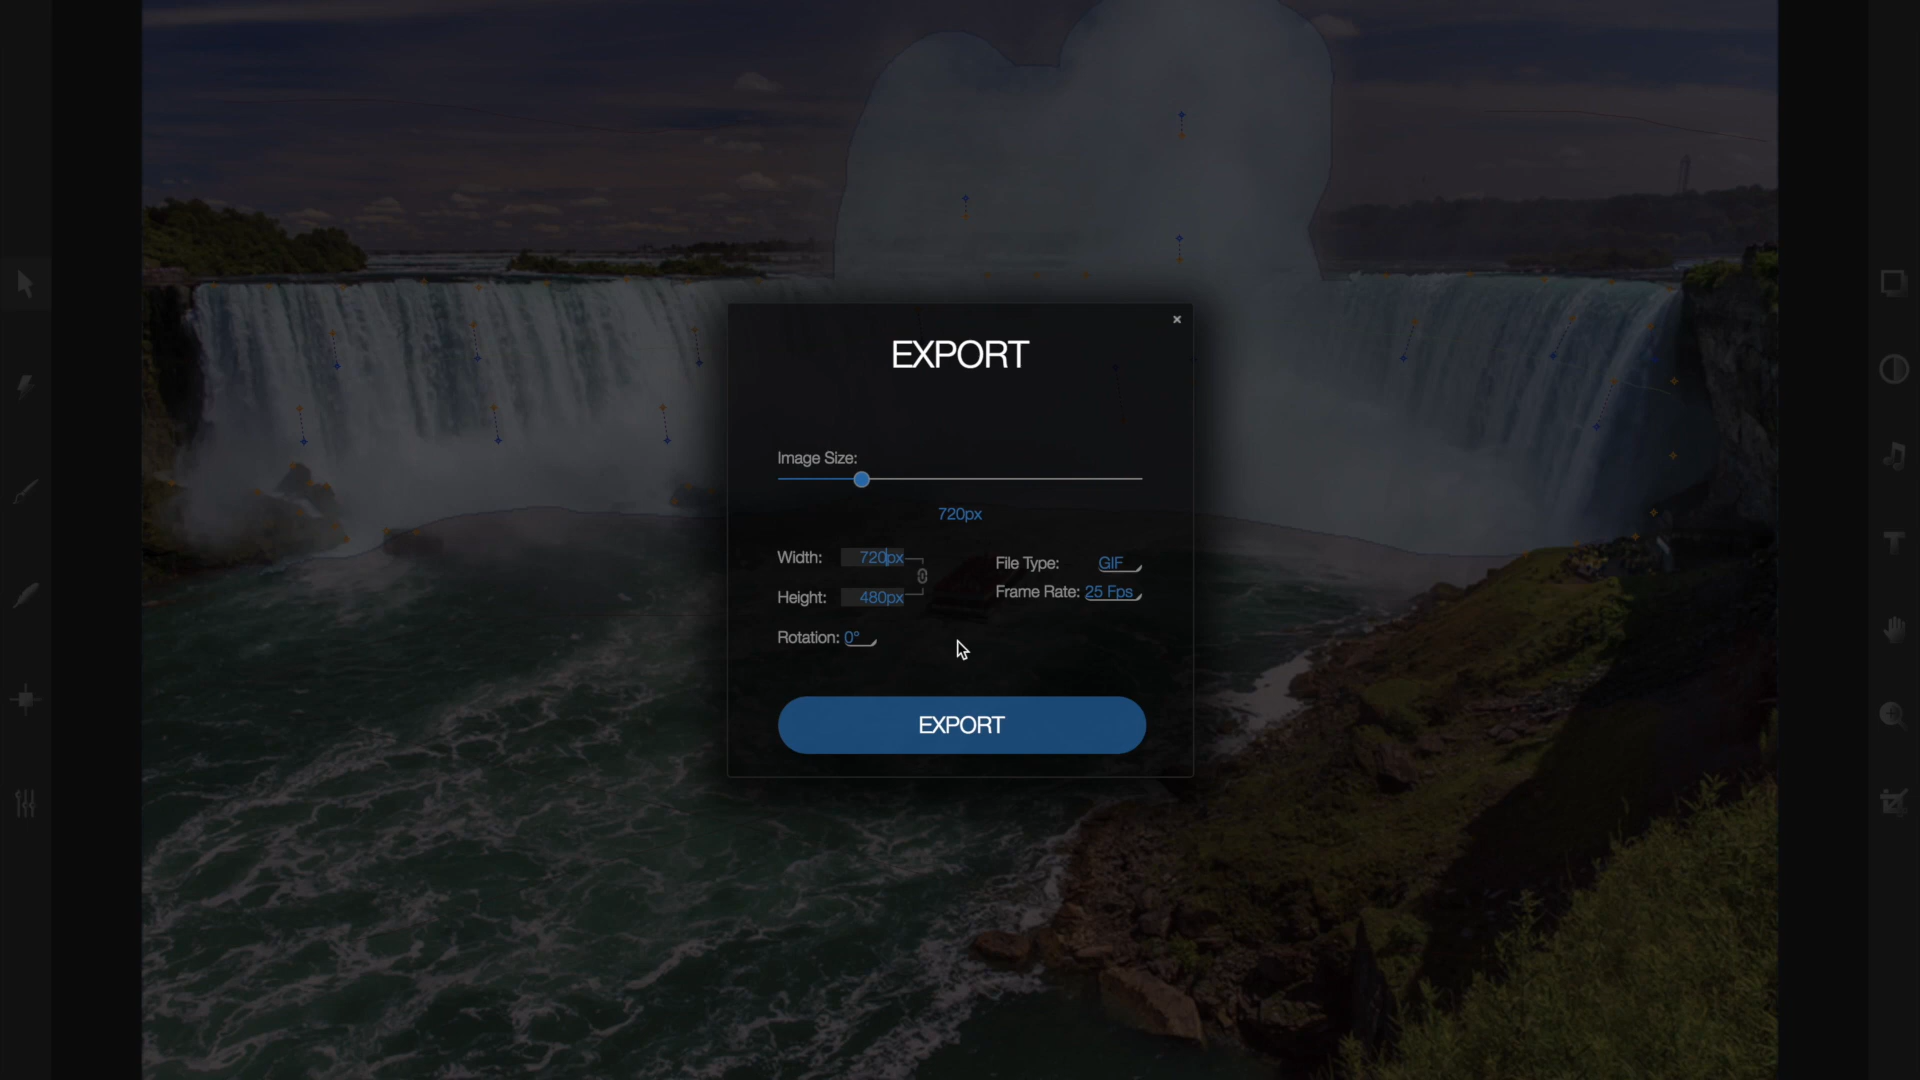 EXPORT
Image Size:
720px
Width: 720px
Height: 480px
Rotation: 0°
File Type: GIF
Frame Rate: 25 Fps
EXPORT